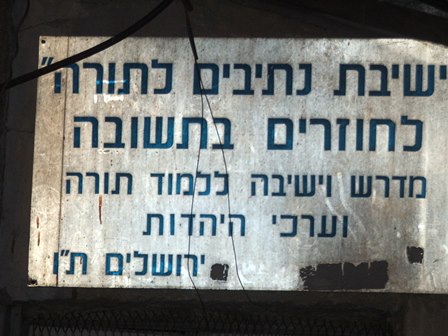 ישיבת נתיבים לתורה"
לחוזרים בתשובה
מדרש וישיבה ללמוד תורה
וערכי היהדות
ירושלים ת"ו